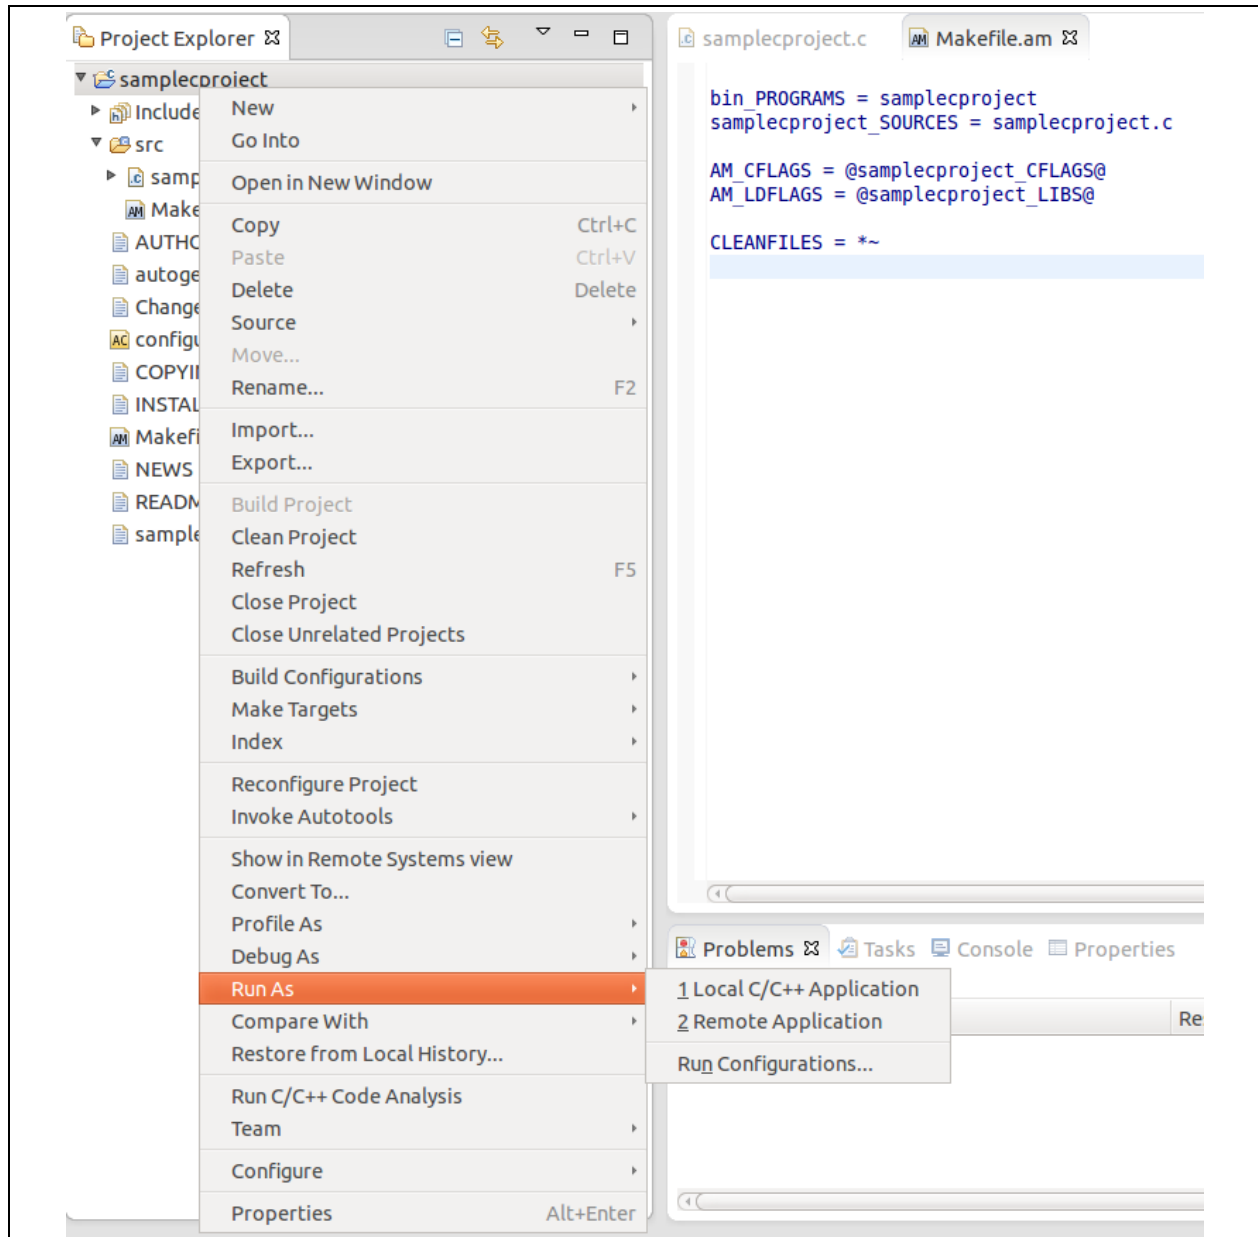 Project Explorer
samplecproject
Include
src
samp
Make
AUTHO
autoge
Change
configu
COPYI
INSTAL
Makefi
NEWS
README
sample
New
Go Into
Open in New Window
Copy Ctrl+C
Paste Ctrl+V
Delete Delete
Source
Move...
Rename... F2
Import...
Export...
Build Project
Clean Project
Refresh F5
Close Project
Close Unrelated Projects
Build Configurations
Make Targets
Index
Reconfigure Project
Invoke Autotools
Show in Remote Systems view
Convert To...
Profile As
Debug As
Run As
Compare With
Restore from Local History...
Run C/C++ Code Analysis
Team
Configure
Properties Alt+Enter
1 Local C/C++ Application
2 Remote Application
Run Configurations...
samplecproject.c Makefile.am
bin_PROGRAMS = samplecproject
samplecproject_SOURCES = samplecproject.c
AM_CFLAGS = @samplecproject_CFLAGS@
AM_LDFLAGS = @samplecproject_LIBS@
CLEANFILES = *~
Problems Tasks Console Properties
Re